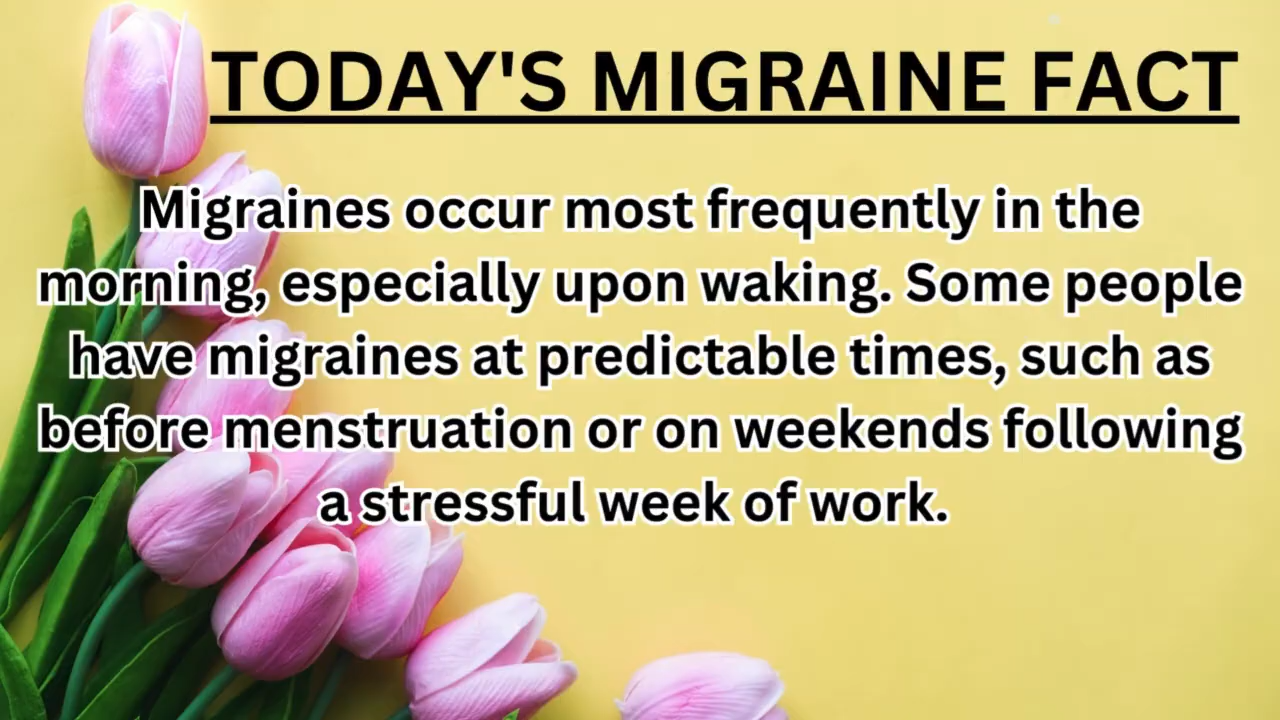 TODAY'S MIGRAINE FACT
Migraines occur most frequently in the
morning, especially upon waking. Some people
have migraines at predictable times, such as
before menstruation or on weekends following
a stressful week of work.